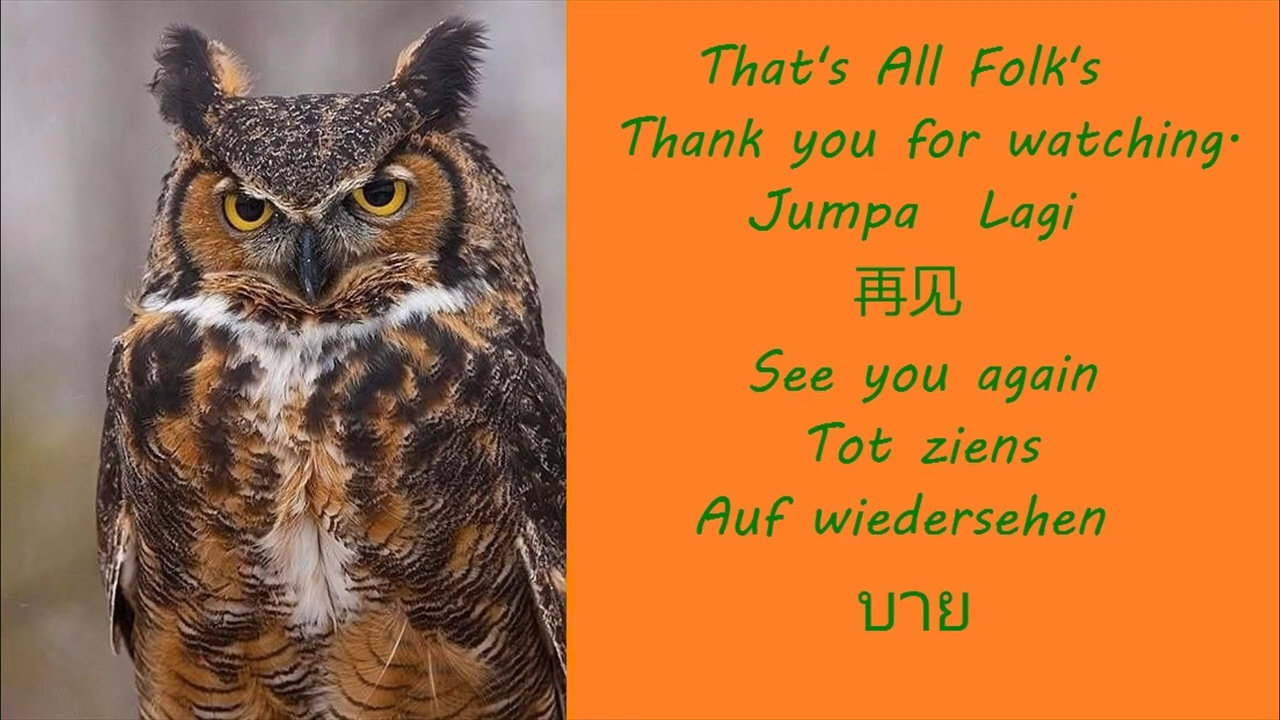 That's All Folk's
Thank you for watching.
Jumpa Lagi
再见
See you again
Tot ziens
Auf wiedersehen
บาย